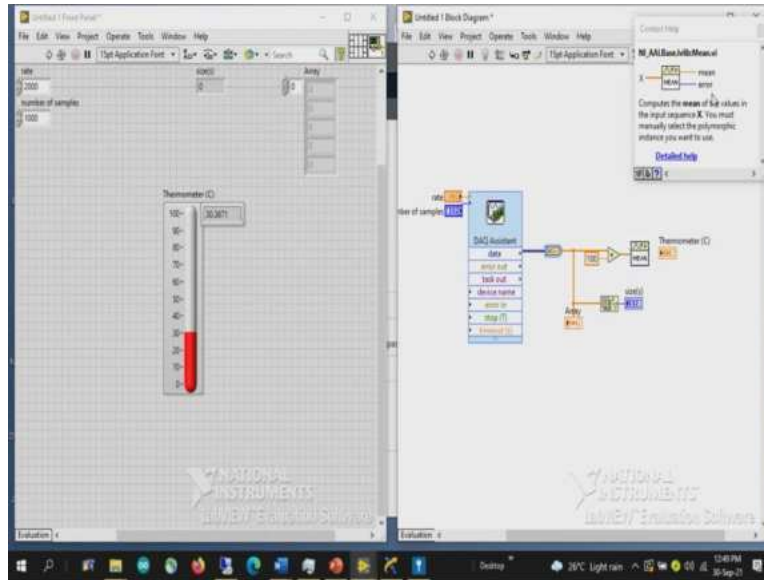 Untitled 1 Front Panel *
File Edit View Project Operate Tools Window Help
15pt Application Font
Search
rate
2000
number of samples
1000
size(s)
0
Array
0
Thermometer (C)
30.3671
100-
90-
80-
70-
60-
50-
40-
30-
20-
10-
0-
NATIONAL
INSTRUMENTS
LabVIEW Evaluation Software
Evaluation
Untitled 1 Block Diagram *
File Edit View Project Operate Tools Window Help
15pt Application Font
Context Help
NI_AALBase.lvlib:Mean.vi
X
MEAN
mean
error
Computes the mean of the values in
the input sequence X. You must
manually select the polymorphic
instance you want to use.
Detailed help
rate
number of samples
DAQ Assistant
data
error out
task out
device name
error in
stop (T)
timeout (s)
100
MEAN
Thermometer (C)
size(s)
Array
NATIONAL
INSTRUMENTS
LabVIEW Evaluation Software
Evaluation
Desktop
26°C Light rain
12:49 PM
30-Sep-21